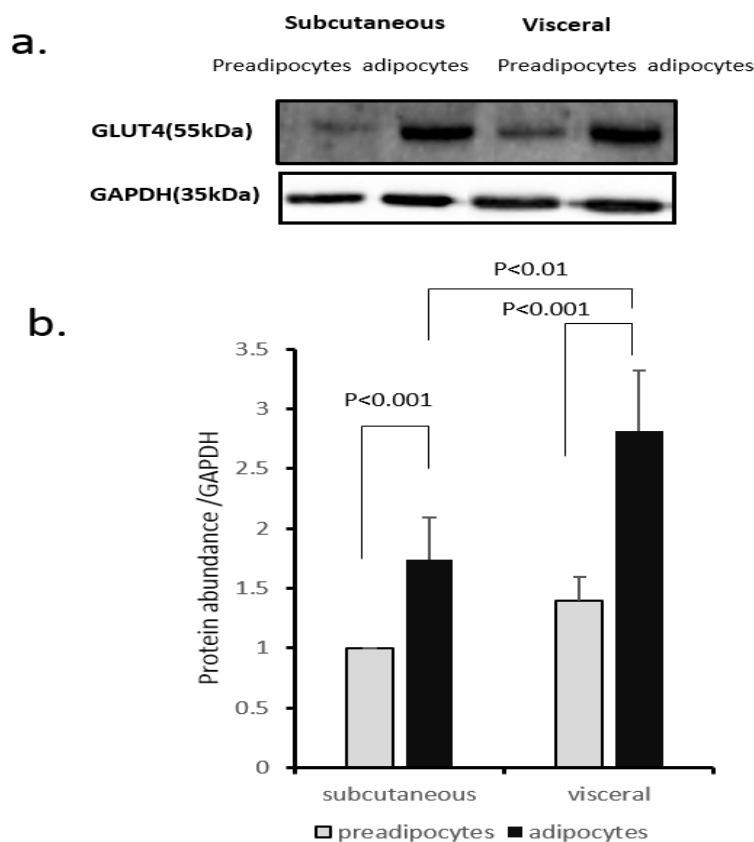 a.
Subcutaneous Visceral
Preadipocytes adipocytes Preadipocytes adipocytes
GLUT4(55kDa)
GAPDH(35kDa)
b.
P<0.01
P<0.001
P<0.001
Protein abundance /GAPDH
3.5
3
2.5
2
1.5
1
0.5
0
subcutaneous visceral
preadipocytes adipocytes